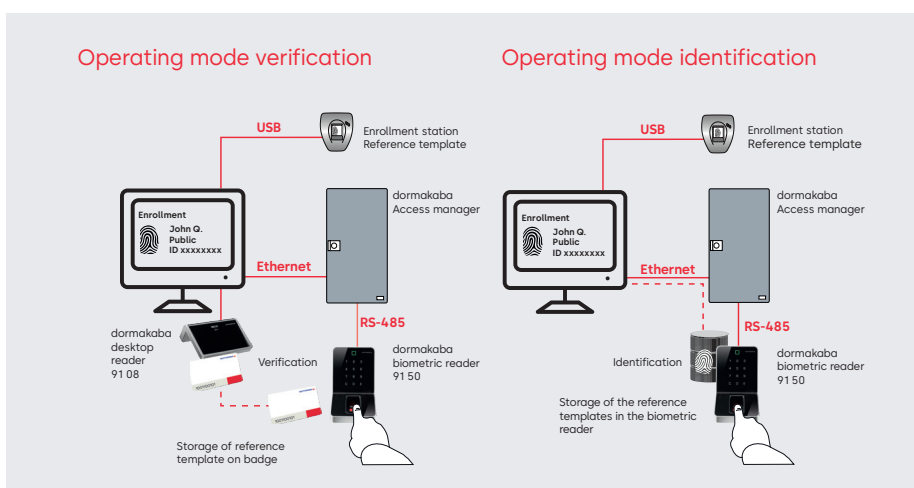 Operating mode verification
USB
Enrollment station
Reference template
dormakaba
Access manager
Enrollment
John Q.
Public
ID xxxxxxxx
Ethernet
RS-485
dormakaba
desktop
reader
91 08
Verification
dormakaba
biometric reader
91 50
Storage of reference
template on badge
Operating mode identification
USB
Enrollment station
Reference template
dormakaba
Access manager
Enrollment
John Q.
Public
ID xxxxxxxx
Ethernet
RS-485
Identification
dormakaba
biometric reader
91 50
Storage of the reference
templates in the biometric
reader